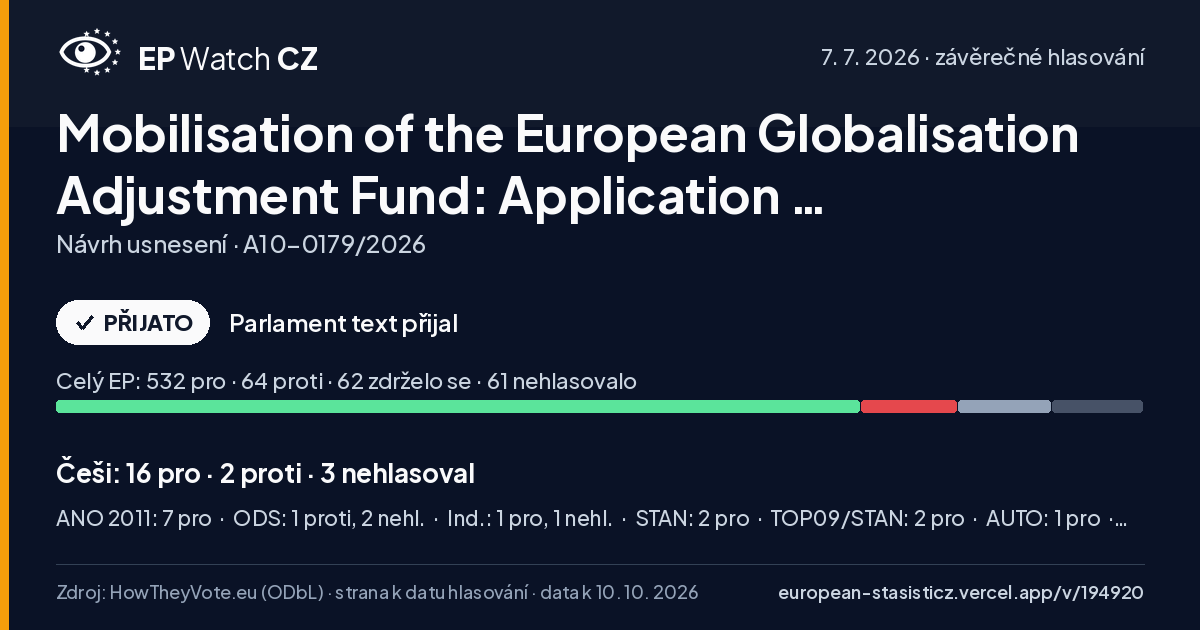 EP Watch CZ
7. 7. 2026 · závěrečné hlasování
Mobilisation of the European Globalisation
Adjustment Fund: Application …
Návrh usnesení · A10-0179/2026
✓ PŘIJATO Parlament text přijal
Celý EP: 532 pro · 64 proti · 62 zdrželo se · 61 nehlasovalo
Češi: 16 pro · 2 proti · 3 nehlasoval
ANO 2011: 7 pro · ODS: 1 proti, 2 nehl. · Ind.: 1 pro, 1 nehl. · STAN: 2 pro · TOP09/STAN: 2 pro · AUTO: 1 pro ·…
Zdroj: HowTheyVote.eu (ODbL) · strana k datu hlasování · data k 10. 10. 2026
european-stasisticz.vercel.app/v/194920